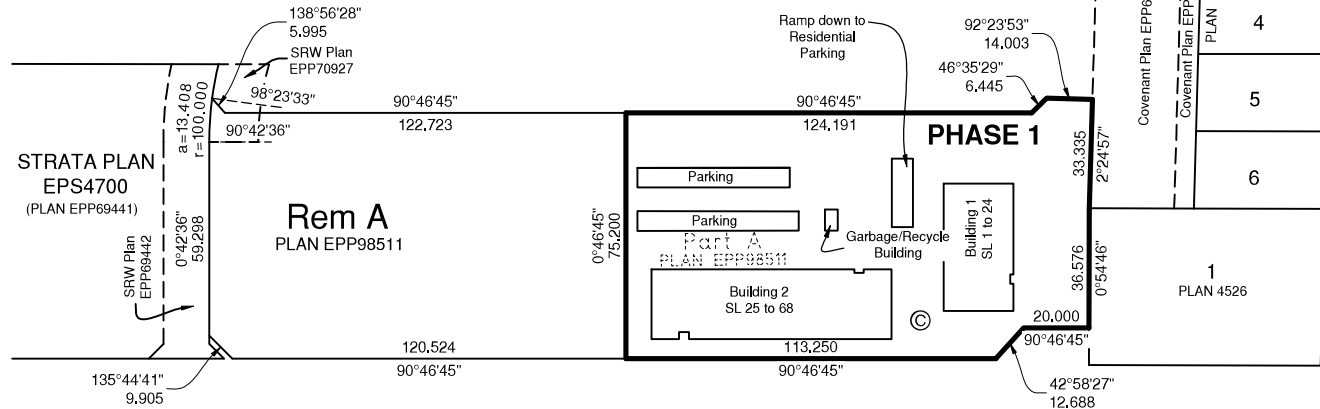 138°56'28"
5.995
SRW Plan
EPP70927
98°23'33"
90°42'36"
a=13.408
r=100.000
90°46'45"
122.723
STRATA PLAN
EPS4700
(PLAN EPP69441)
0°42'36"
59.298
SRW Plan
EPP69442
Rem A
PLAN EPP98511
120.524
90°46'45"
135°44'41"
9.905
Ramp down to
Residential
Parking
92°23'53"
14.003
46°35'29"
6.445
90°46'45"
124.191
PHASE 1
Parking
Parking
0°46'45"
75.200
Part A
PLAN EPP98511
Garbage/Recycle
Building
Building 1
SL 1 to 24
Building 2
SL 25 to 68
©
113.250
90°46'45"
33.335
2°24'57"
36.576
0°54'46"
20.000
90°46'45"
42°58'27"
12.688
Covenant Plan
Covenant Plan
PLAN
4
5
6
1
PLAN 4526